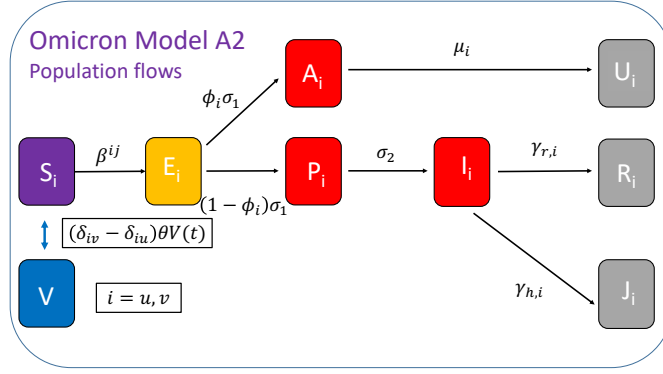 Omicron Model A2
Population flows
A_i
μ_i
U_i
ϕ_iσ_1
S_i
β^{ij}
E_i
(1 − ϕ_i)σ_1
P_i
σ_2
I_i
γ_{r,i}
R_i
(δ_{iv} − δ_{iu})θV(t)
V
i = u, v
γ_{h,i}
J_i